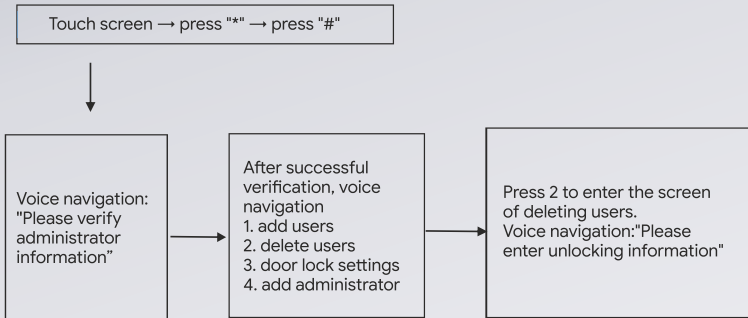 Touch screen → press "*" → press "#"
Voice navigation:
"Please verify
administrator
information”
After successful
verification, voice
navigation
1. add users
2. delete users
3. door lock settings
4. add administrator
Press 2 to enter the screen
of deleting users.
Voice navigation:"Please
enter unlocking information"